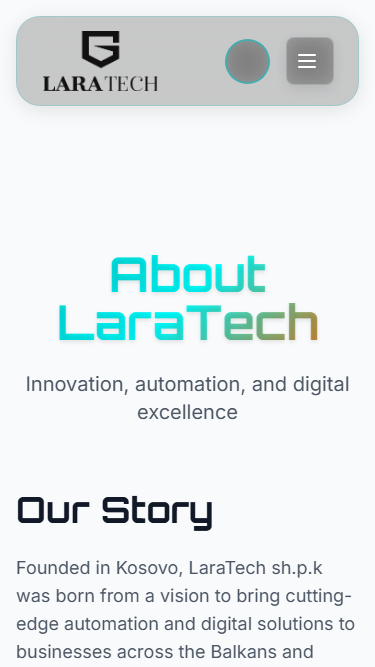 LARATECH
About
LaraTech
Innovation, automation, and digital
excellence
Our Story
Founded in Kosovo, LaraTech sh.p.k
was born from a vision to bring cutting-
edge automation and digital solutions to
businesses across the Balkans and